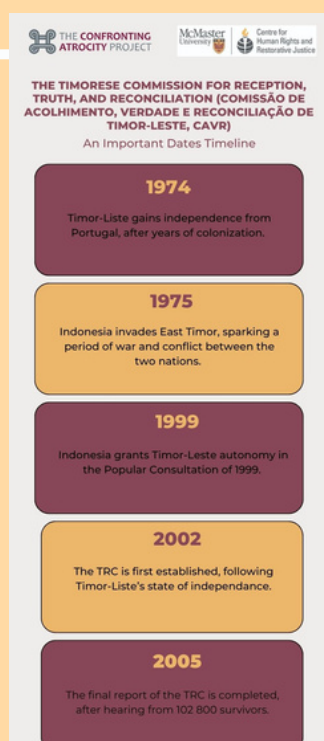 THE CONFRONTING
ATROCITY PROJECT
McMaster
University
Centre for
Human Rights and
Restorative Justice
THE TIMORESE COMMISSION FOR RECEPTION,
TRUTH, AND RECONCILIATION (COMISSÃO DE
ACOLHIMENTO, VERDADE E RECONCILIAÇÃO DE
TIMOR-LESTE, CAVR)
An Important Dates Timeline
1974
Timor-Liste gains independence from
Portugal, after years of colonization.
1975
Indonesia invades East Timor, sparking a
period of war and conflict between the
two nations.
1999
Indonesia grants Timor-Leste autonomy in
the Popular Consultation of 1999.
2002
The TRC is first established, following
Timor-Liste's state of independance.
2005
The final report of the TRC is completed,
after hearing from 102 800 survivors.